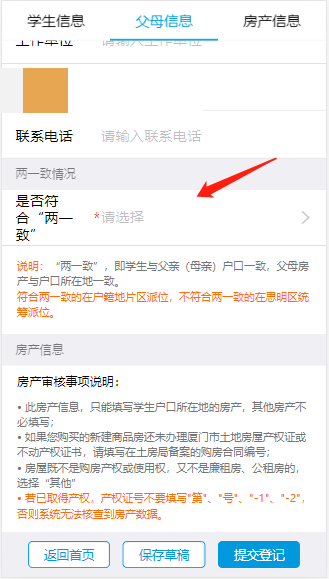 学生信息 父母信息 房产信息
工作单位 请输入工作单位
联系电话 请输入联系电话
两一致情况
是否符
合“两一 *请选择
致”
说明：“两一致”，即学生与父亲（母亲）户口一致，父母房
产与户口所在地一致。
符合两一致的在户籍地片区派位，不符合两一致的在思明区统
筹派位。
房产信息
房产审核事项说明：
• 此房产信息，只能填写学生户口所在地的房产，其他房产不
必填写；
• 如果您购买的新建商品房还未办理厦门市土地房屋产权证或
不动产权证书，请填写在土房局备案的购房合同编号；
• 房屋既不是购房产权或使用权，又不是廉租房、公租房的，
选择“其他”
• 若已取得产权，产权证号不要填写"第"、"号"、"-1"、"-2"，
否则系统无法核查到房产数据。
返回首页 保存草稿 提交登记